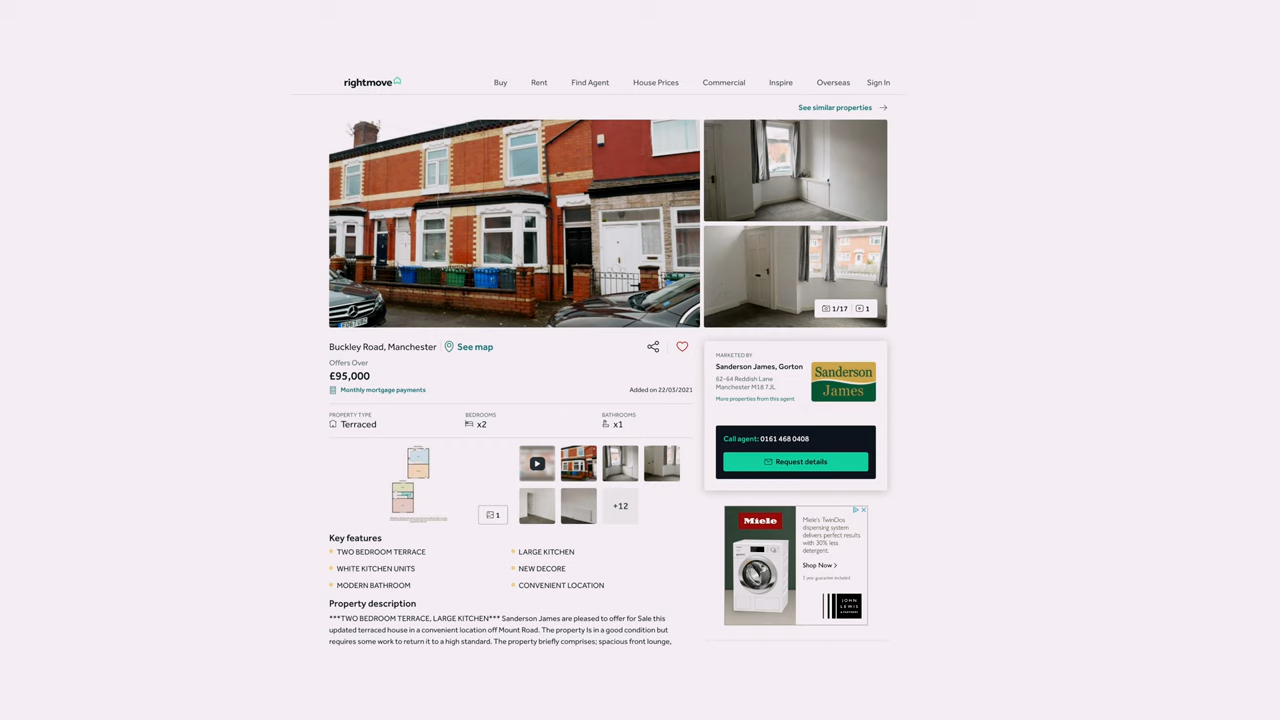 rightmove
Buy Rent Find Agent House Prices Commercial Inspire Overseas Sign In
See similar properties
1/17 1
Buckley Road, Manchester See map
Offers Over
£95,000
Monthly mortgage payments
Added on 22/03/2021
PROPERTY TYPE BEDROOMS BATHROOMS
Terraced x2 x1
1
+12
Key features
TWO BEDROOM TERRACE LARGE KITCHEN
WHITE KITCHEN UNITS NEW DECORE
MODERN BATHROOM CONVENIENT LOCATION
Property description
***TWO BEDROOM TERRACE, LARGE KITCHEN*** Sanderson James are pleased to offer for Sale this
updated terraced house in a convenient location off Mount Road. The property Is in a good condition but
requires some work to return it to a high standard. The property briefly comprises; spacious front lounge,
MARKETED BY
Sanderson James, Gorton
62-64 Reddish Lane
Manchester M18 7JL
More properties from this agent
Sanderson
James
Call agent: 0161 468 0408
Request details
Miele
Miele's TwinDos
dispensing system
delivers perfect results
with 30% less
detergent.
Shop Now
2 year guarantee included
JOHN
LEWIS
& PARTNERS